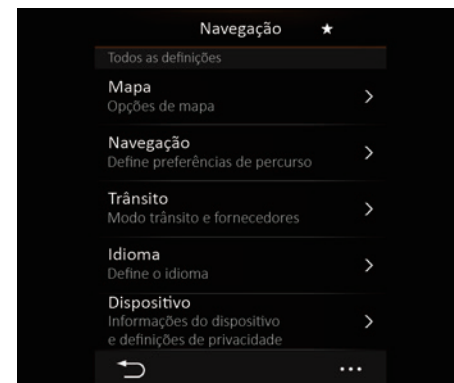 Navegação
Todos as definições
Mapa
Opções de mapa
Navegação
Define preferências de percurso
Trânsito
Modo trânsito e fornecedores
Idioma
Define o idioma
Dispositivo
Informações do dispositivo
e definições de privacidade